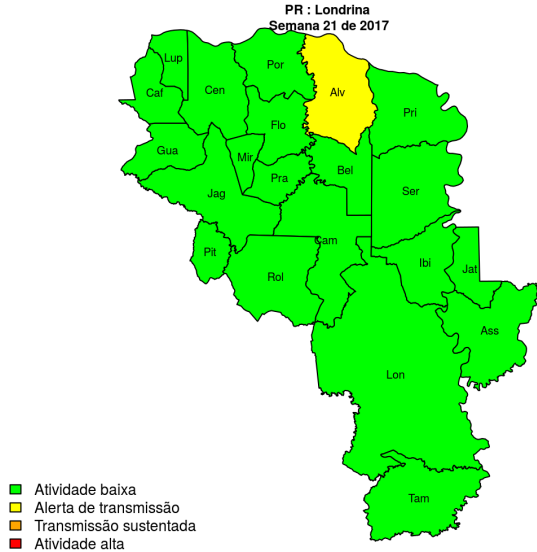 PR : Londrina
Semana 21 de 2017
Lup
Por
Caf
Cen
Alv
Pri
Flo
Gua
Mir
Bel
Pra
Jag
Ser
Cam
Pit
Ibi
Jat
Rol
Ass
Lon
Tam
Atividade baixa
Alerta de transmissão
Transmissão sustentada
Atividade alta